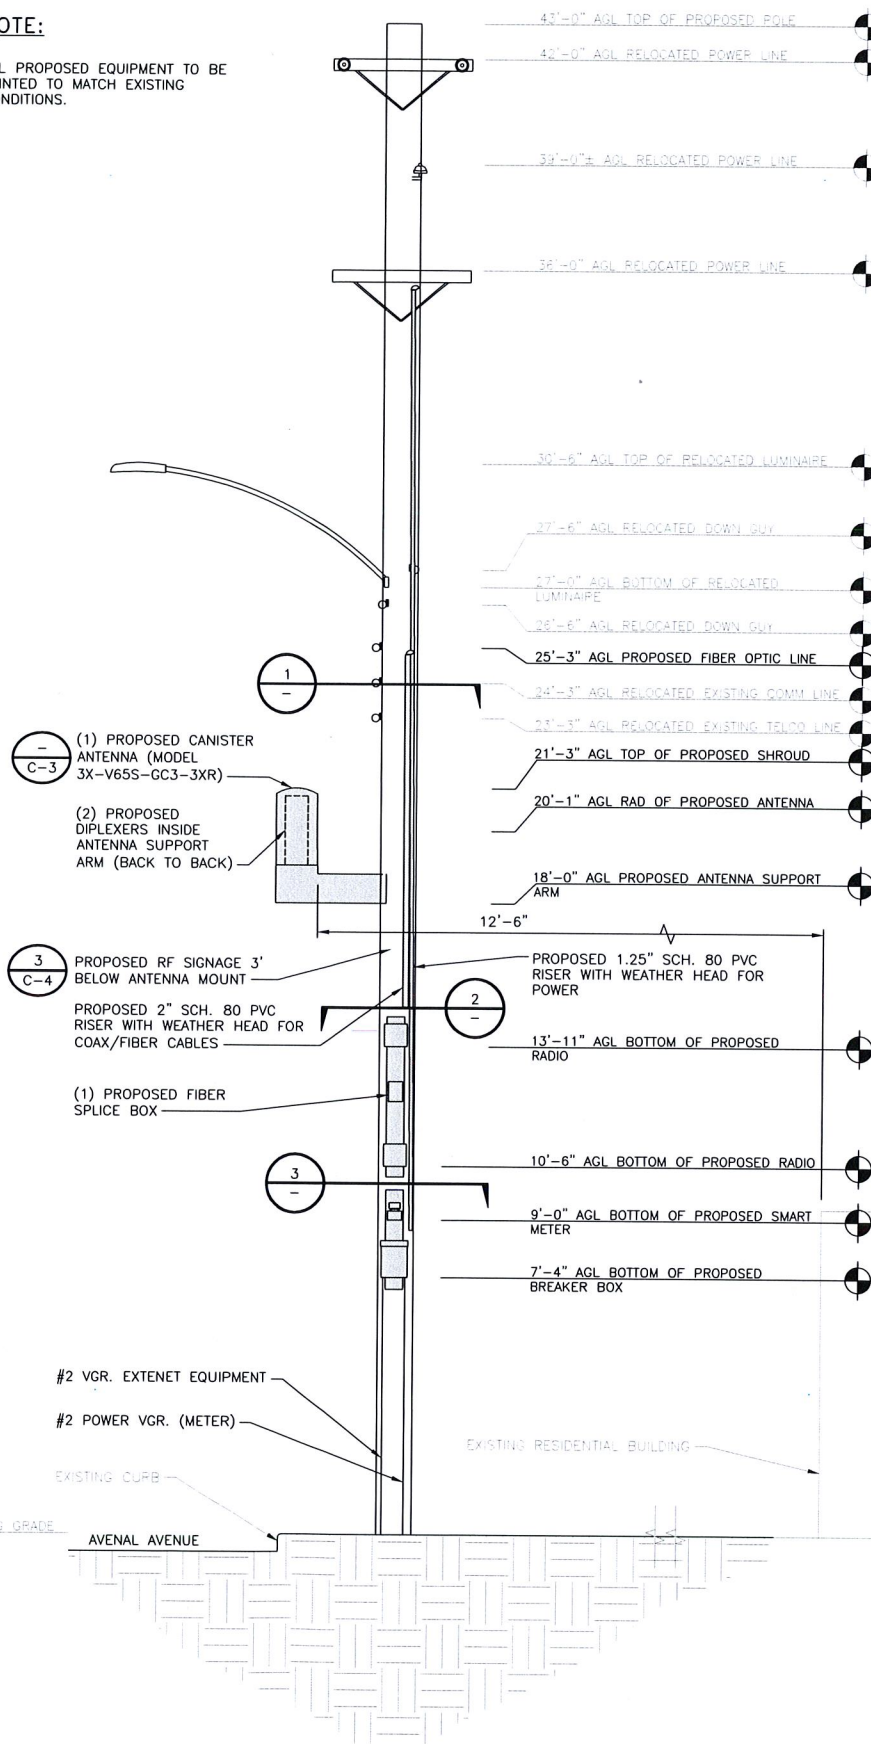 OTE:
L PROPOSED EQUIPMENT TO BE
INTED TO MATCH EXISTING
NDITIONS.
43'-0" AGL TOP OF PROPOSED POLE
42'-0" AGL RELOCATED POWER LINE
39'-0"± AGL RELOCATED POWER LINE
36'-0" AGL RELOCATED POWER LINE
30'-6" AGL TOP OF RELOCATED LUMINAIRE
27'-6" AGL RELOCATED DOWN GUY
27'-0" AGL BOTTOM OF RELOCATED
LUMINAIRE
26'-6" AGL RELOCATED DOWN GUY
25'-3" AGL PROPOSED FIBER OPTIC LINE
1
-
24'-3" AGL RELOCATED EXISTING COMM LINE
23'-3" AGL RELOCATED EXISTING TELCO LINE
-
C-3
(1) PROPOSED CANISTER
ANTENNA (MODEL
3X-V65S-GC3-3XR)
21'-3" AGL TOP OF PROPOSED SHROUD
20'-1" AGL RAD OF PROPOSED ANTENNA
(2) PROPOSED
DIPLEXERS INSIDE
ANTENNA SUPPORT
ARM (BACK TO BACK)
18'-0" AGL PROPOSED ANTENNA SUPPORT
ARM
12'-6"
3
C-4
PROPOSED RF SIGNAGE 3'
BELOW ANTENNA MOUNT
PROPOSED 1.25" SCH. 80 PVC
RISER WITH WEATHER HEAD FOR
POWER
PROPOSED 2" SCH. 80 PVC
RISER WITH WEATHER HEAD FOR
COAX/FIBER CABLES
2
-
13'-11" AGL BOTTOM OF PROPOSED
RADIO
(1) PROPOSED FIBER
SPLICE BOX
10'-6" AGL BOTTOM OF PROPOSED RADIO
3
-
9'-0" AGL BOTTOM OF PROPOSED SMART
METER
7'-4" AGL BOTTOM OF PROPOSED
BREAKER BOX
#2 VGR. EXTENET EQUIPMENT
#2 POWER VGR. (METER)
EXISTING RESIDENTIAL BUILDING
EXISTING CURB
G GRADE
AVENAL AVENUE